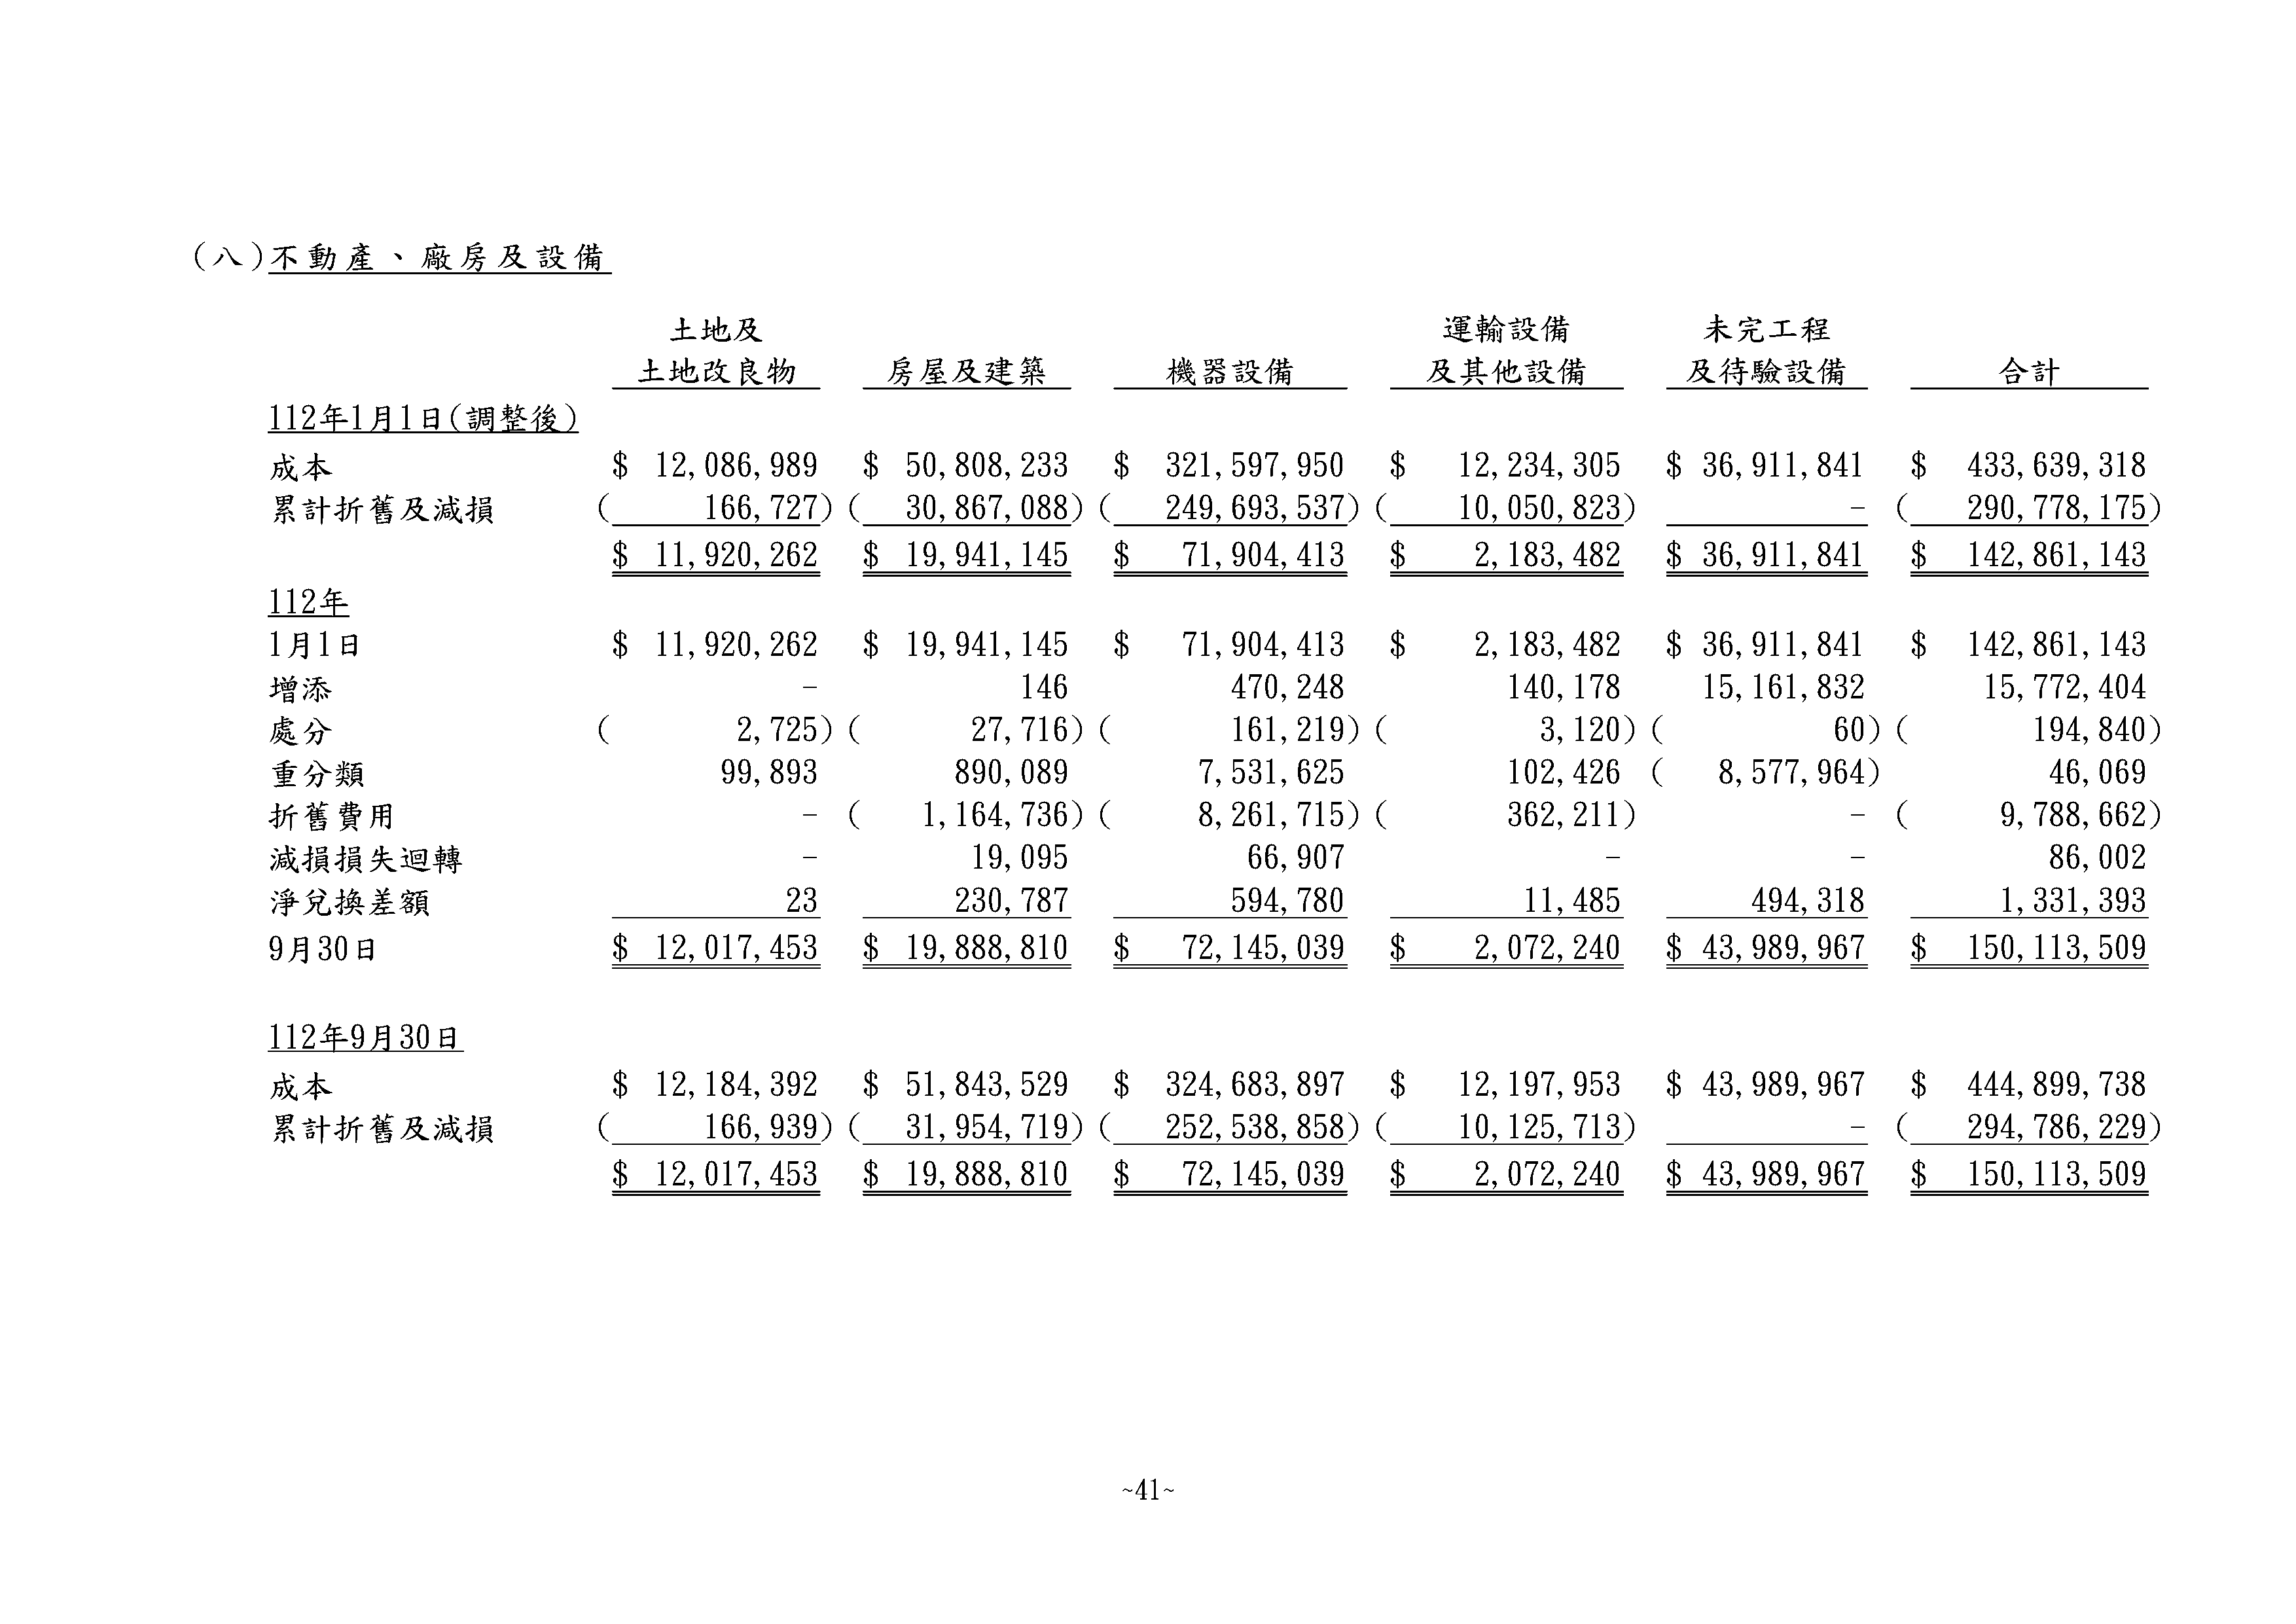 (八)不動產、廠房及設備
土地及 運輸設備 未完工程
土地改良物 房屋及建築 機器設備 及其他設備 及待驗設備 合計
112年1月1日(調整後)
成本 $ 12,086,989 $ 50,808,233 $ 321,597,950 $ 12,234,305 $ 36,911,841 $ 433,639,318
累計折舊及減損 ( 166,727) ( 30,867,088) ( 249,693,537) ( 10,050,823) - ( 290,778,175)
$ 11,920,262 $ 19,941,145 $ 71,904,413 $ 2,183,482 $ 36,911,841 $ 142,861,143
112年
1月1日 $ 11,920,262 $ 19,941,145 $ 71,904,413 $ 2,183,482 $ 36,911,841 $ 142,861,143
增添 - 146 470,248 140,178 15,161,832 15,772,404
處分 ( 2,725) ( 27,716) ( 161,219) ( 3,120) ( 60) ( 194,840)
重分類 99,893 890,089 7,531,625 102,426 ( 8,577,964) 46,069
折舊費用 - ( 1,164,736) ( 8,261,715) ( 362,211) - ( 9,788,662)
減損損失迴轉 - 19,095 66,907 - - 86,002
淨兌換差額 23 230,787 594,780 11,485 494,318 1,331,393
9月30日 $ 12,017,453 $ 19,888,810 $ 72,145,039 $ 2,072,240 $ 43,989,967 $ 150,113,509
112年9月30日
成本 $ 12,184,392 $ 51,843,529 $ 324,683,897 $ 12,197,953 $ 43,989,967 $ 444,899,738
累計折舊及減損 ( 166,939) ( 31,954,719) ( 252,538,858) ( 10,125,713) - ( 294,786,229)
$ 12,017,453 $ 19,888,810 $ 72,145,039 $ 2,072,240 $ 43,989,967 $ 150,113,509
~41~